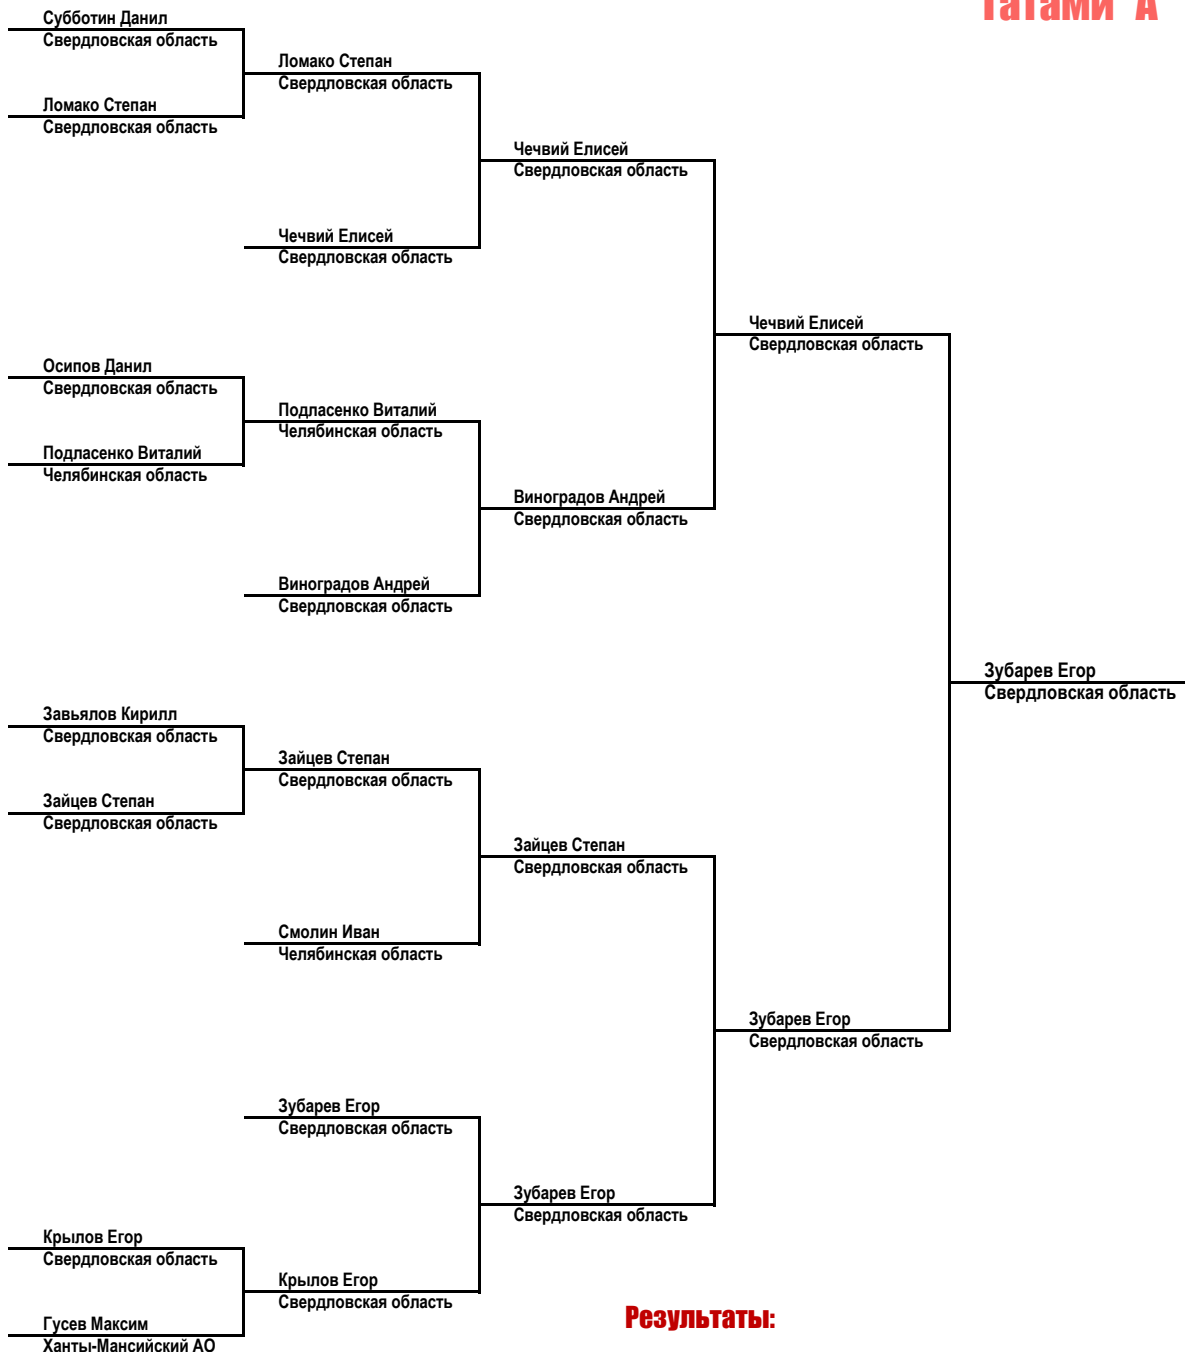 Татами "А"
Субботин Данил
Свердловская область
Ломако Степан
Свердловская область
Ломако Степан
Свердловская область
Чечвий Елисей
Свердловская область
Чечвий Елисей
Свердловская область
Чечвий Елисей
Свердловская область
Осипов Данил
Свердловская область
Подласенко Виталий
Челябинская область
Подласенко Виталий
Челябинская область
Виноградов Андрей
Свердловская область
Виноградов Андрей
Свердловская область
Зубарев Егор
Свердловская область
Завьялов Кирилл
Свердловская область
Зайцев Степан
Свердловская область
Зайцев Степан
Свердловская область
Зайцев Степан
Свердловская область
Смолин Иван
Челябинская область
Зубарев Егор
Свердловская область
Зубарев Егор
Свердловская область
Зубарев Егор
Свердловская область
Крылов Егор
Свердловская область
Крылов Егор
Свердловская область
Гусев Максим
Ханты-Мансийский АО
Результаты: